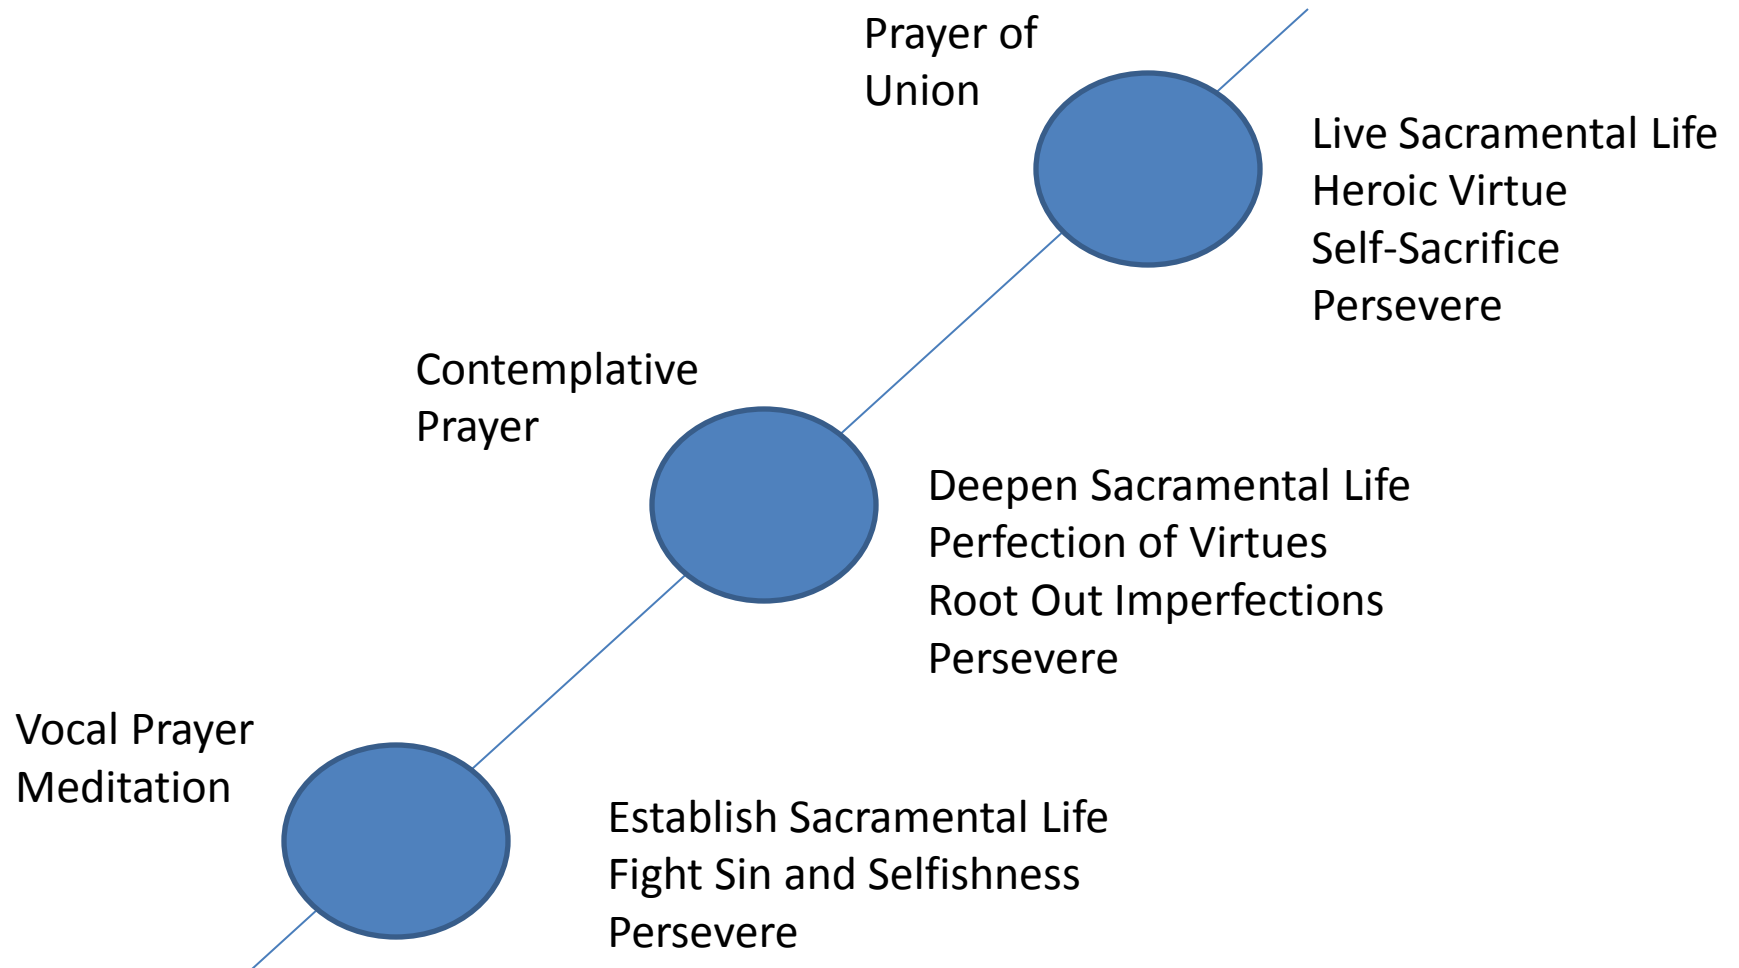 Prayer of
Union
Live Sacramental Life
Heroic Virtue
Self-Sacrifice
Persevere
Contemplative
Prayer
Deepen Sacramental Life
Perfection of Virtues
Root Out Imperfections
Persevere
Vocal Prayer
Meditation
Establish Sacramental Life
Fight Sin and Selfishness
Persevere